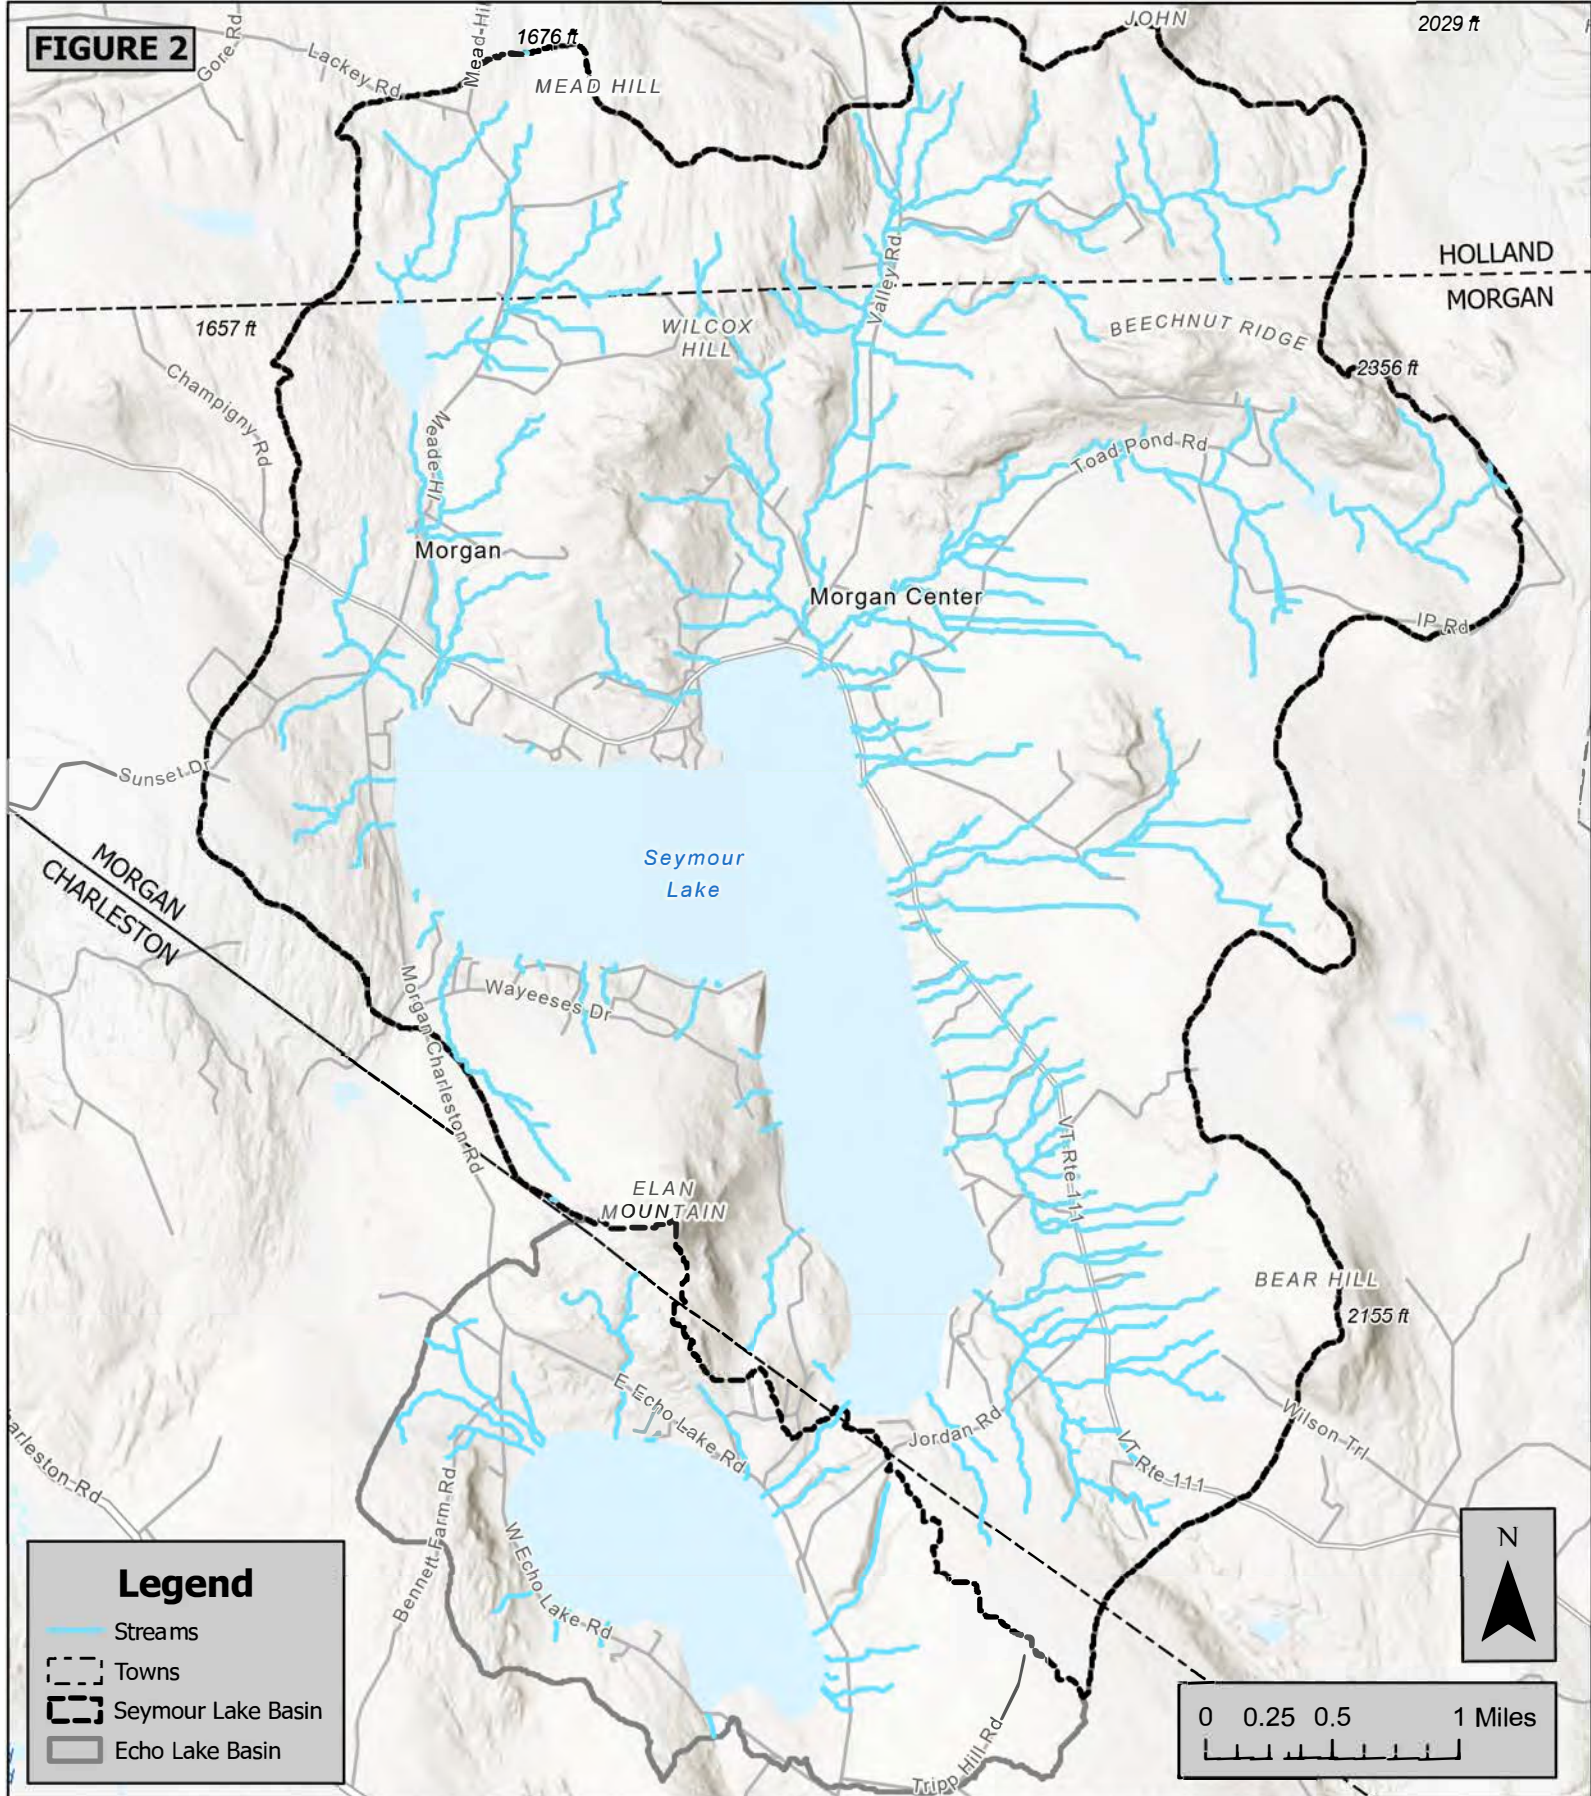 FIGURE 2
Gore Rd
Lackey Rd
1676 ft
MEAD HILL
JOHN
2029 ft
HOLLAND
MORGAN
1657 ft
Valley Rd
WILCOX
HILL
BEECHNUT RIDGE
2356 ft
Champigny Rd
Meade Hl
Toad Pond Rd
Morgan
Morgan Center
IP Rd
Sunset Dr
Seymour
Lake
MORGAN
CHARLESTON
Wayeeses Dr
Morgan Charleston Rd
VT Rte 111
ELAN
MOUNTAIN
BEAR HILL
2155 ft
E Echo Lake Rd
Jordan Rd
Wilson Trl
VT Rte 111
Bennett Farm Rd
W Echo Lake Rd
Tripp Hill Rd
Legend
Streams
Towns
Seymour Lake Basin
Echo Lake Basin
N
0 0.25 0.5 1 Miles